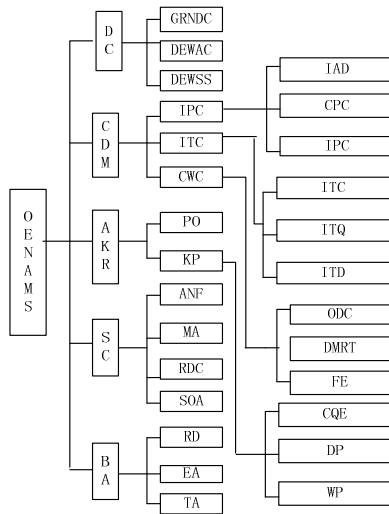 OENAMS
DC
GRNDC
DEWAC
DEWSS
CDM
IPC
ITC
CWC
AKR
PO
KP
SC
ANF
MA
RDC
SOA
BA
RD
EA
TA
IAD
CPC
IPC
ITC
ITQ
ITD
ODC
DMRT
FE
CQE
DP
WP